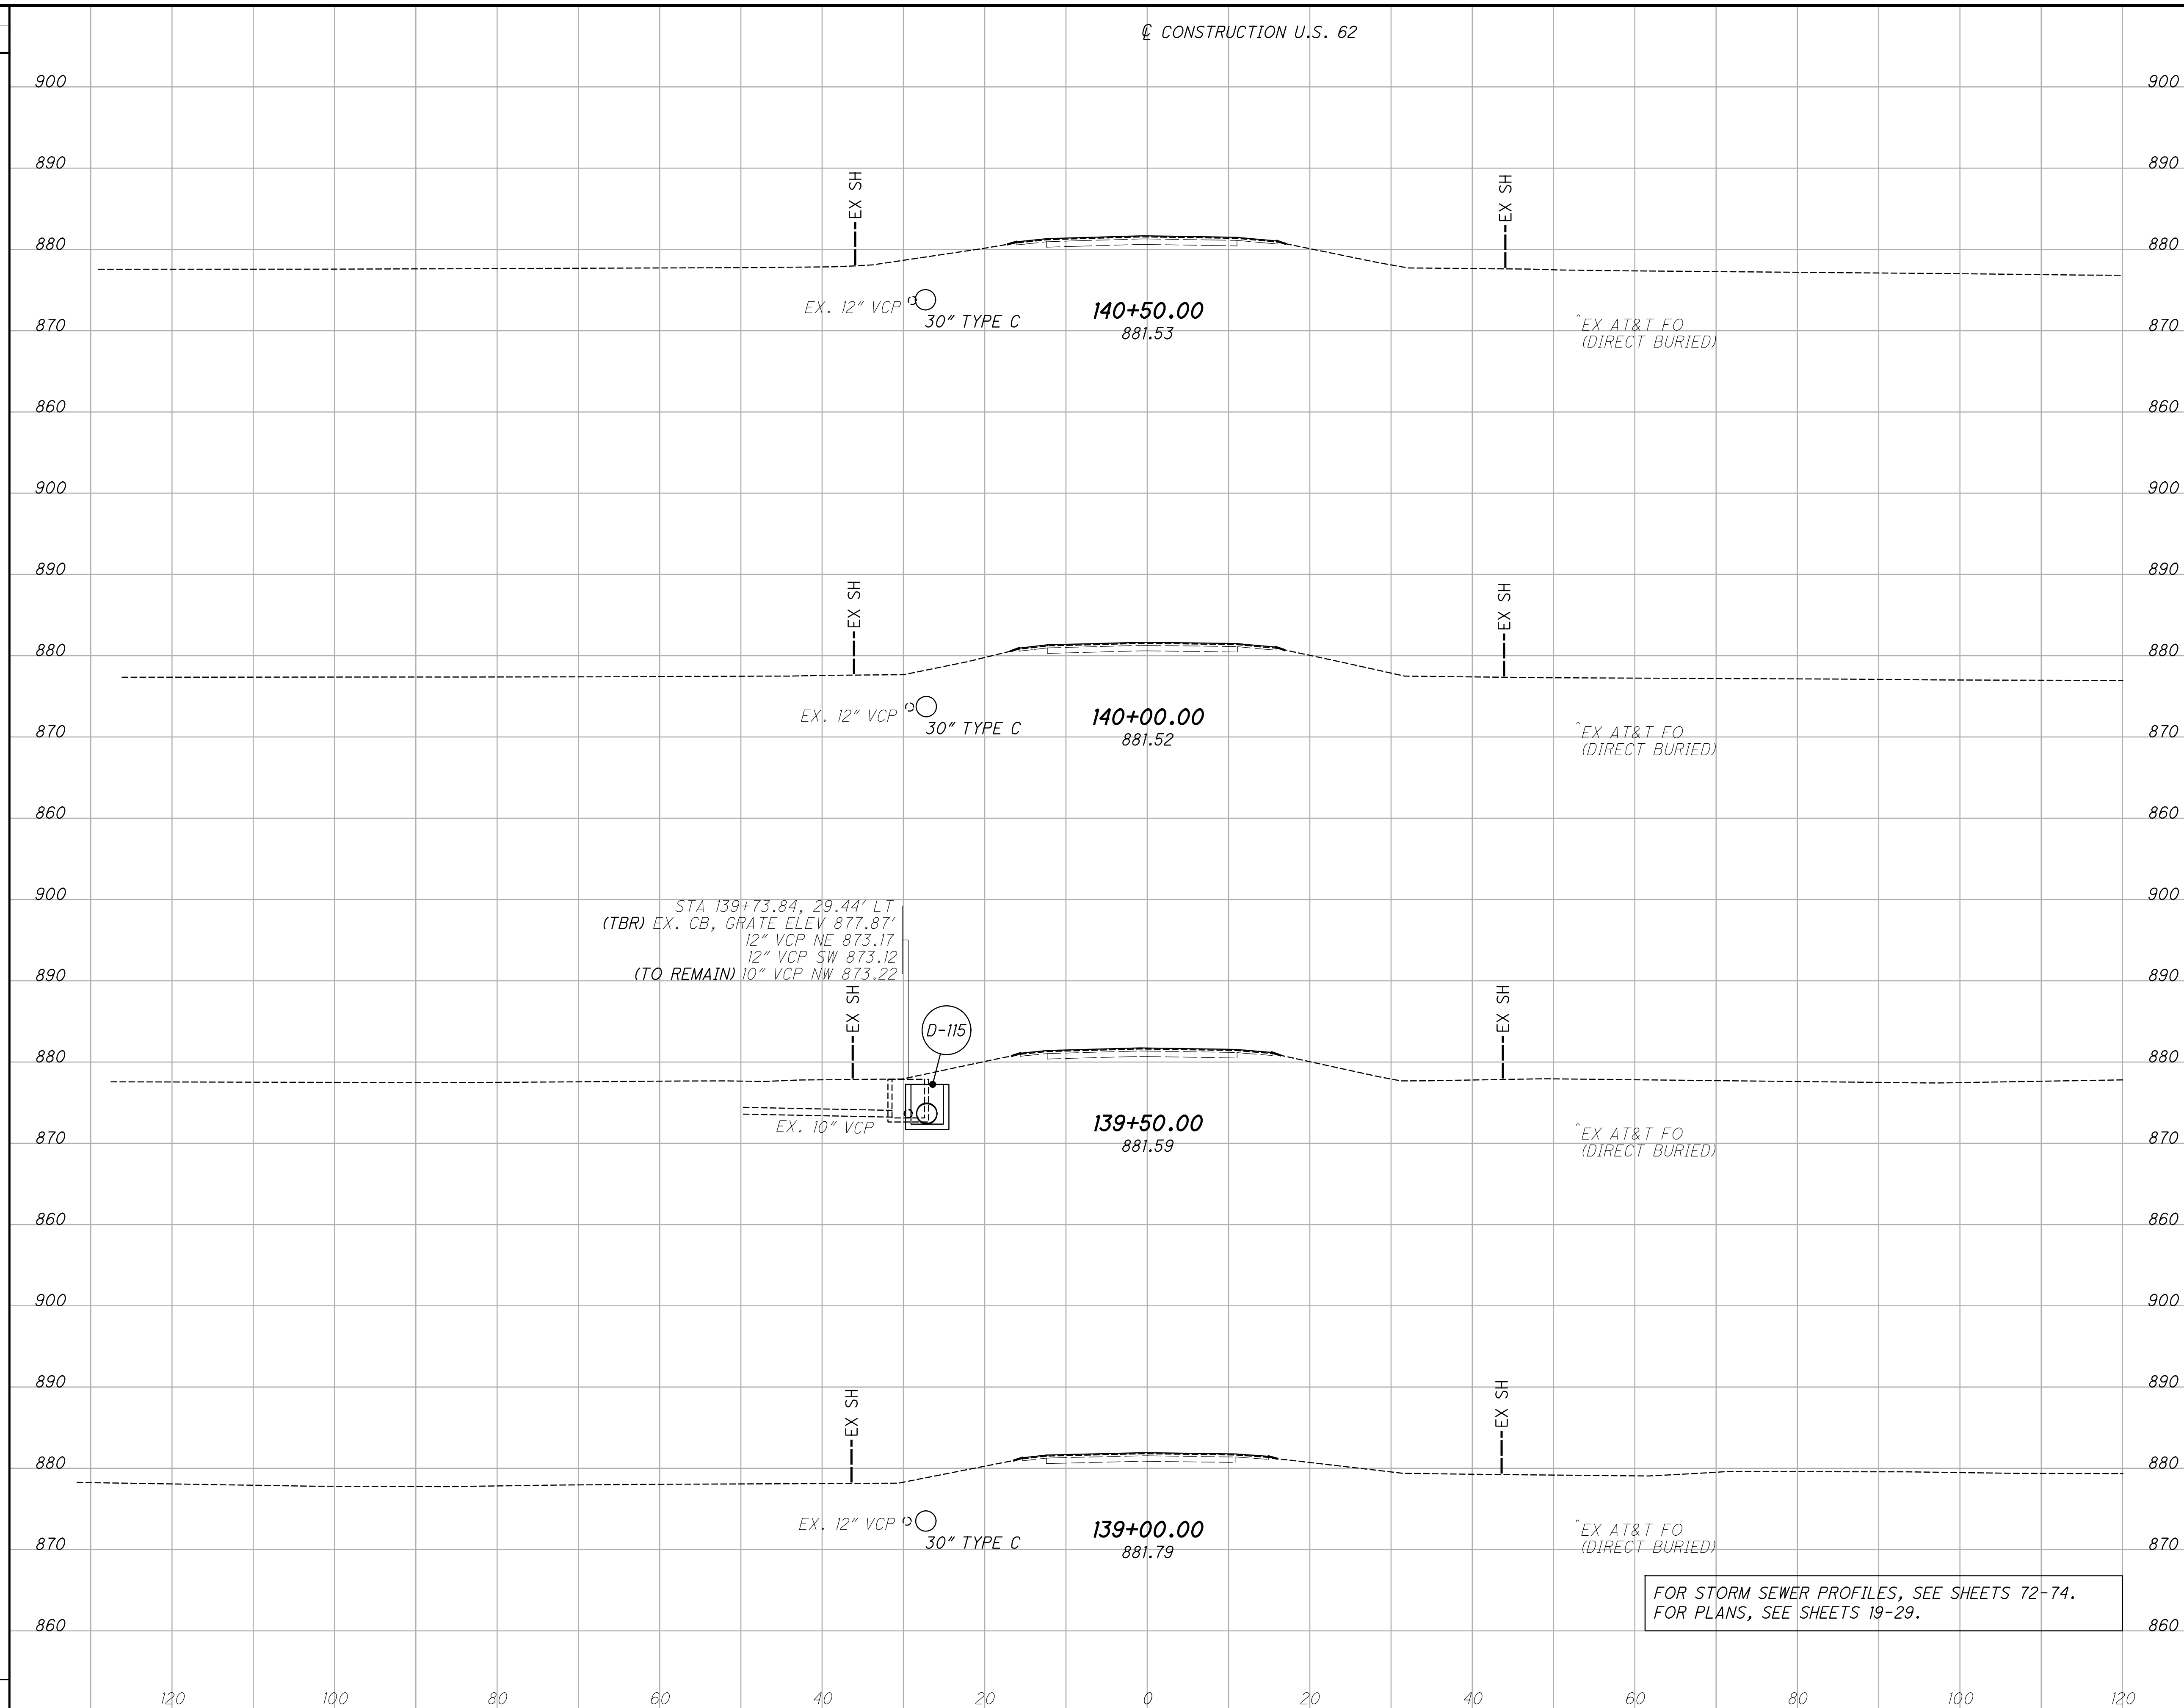 ℄ CONSTRUCTION U.S. 62
900 900
890 890
EX SH EX SH
880 880
EX. 12" VCP
30" TYPE C
140+50.00
881.53
EX AT&T FO
(DIRECT BURIED)
870 870
860 860
900 900
890 890
EX SH EX SH
880 880
EX. 12" VCP
30" TYPE C
140+00.00
881.52
EX AT&T FO
(DIRECT BURIED)
870 870
860 860
900 900
STA 139+73.84, 29.44' LT
(TBR) EX. CB, GRATE ELEV 877.87'
12" VCP NE 873.17
12" VCP SW 873.12
(TO REMAIN) 10" VCP NW 873.22
890 890
EX SH EX SH
D-115
880 880
EX. 10" VCP
139+50.00
881.59
EX AT&T FO
(DIRECT BURIED)
870 870
860 860
900 900
890 890
EX SH EX SH
880 880
EX. 12" VCP
30" TYPE C
139+00.00
881.79
EX AT&T FO
(DIRECT BURIED)
870 870
FOR STORM SEWER PROFILES, SEE SHEETS 72-74.
FOR PLANS, SEE SHEETS 19-29.
860 860
120 100 80 60 40 20 0 20 40 60 80 100 120